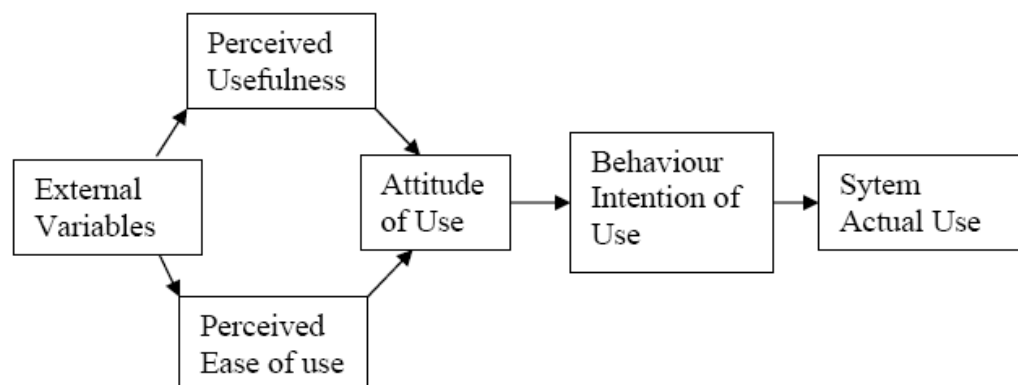 Perceived
Usefulness
External
Variables
Attitude
of Use
Behaviour
Intention of
Use
Sytem
Actual Use
Perceived
Ease of use